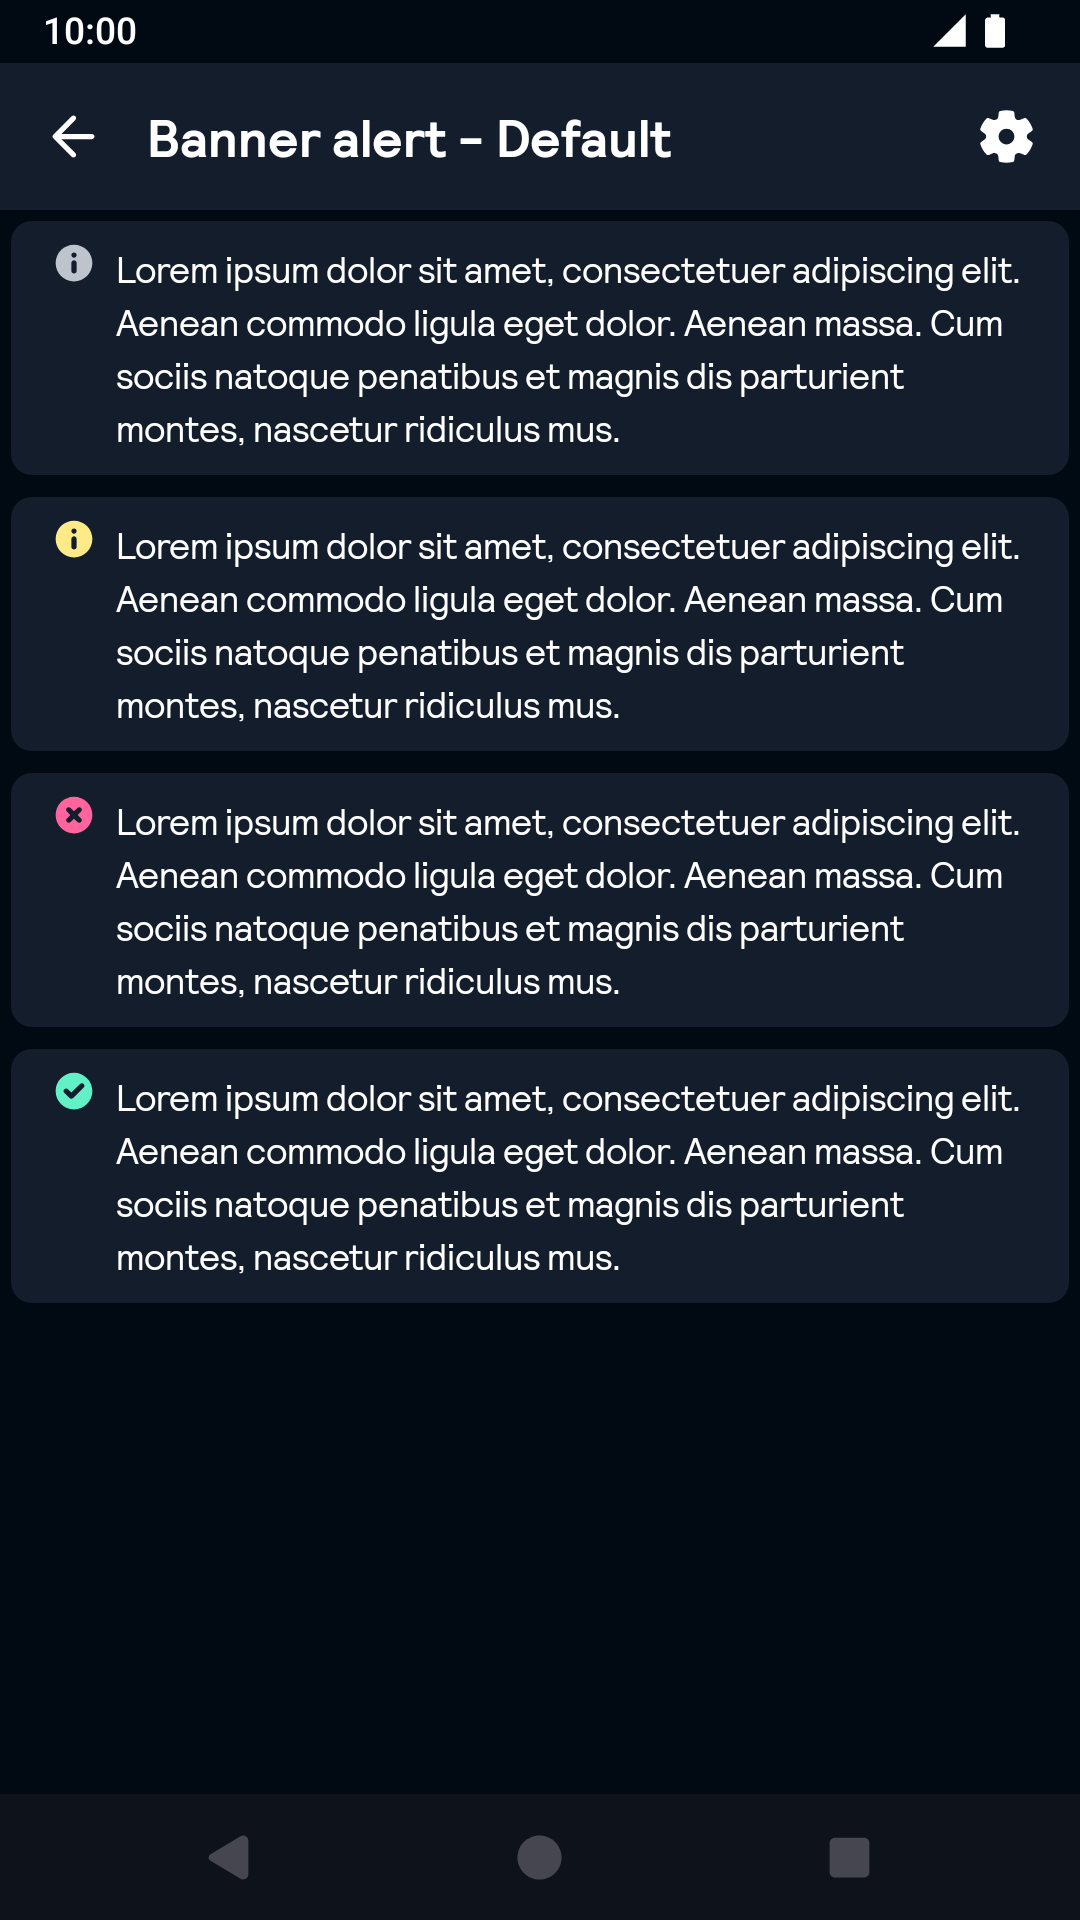 10:00
Banner alert - Default
Lorem ipsum dolor sit amet, consectetuer adipiscing elit.
Aenean commodo ligula eget dolor. Aenean massa. Cum
sociis natoque penatibus et magnis dis parturient
montes, nascetur ridiculus mus.
Lorem ipsum dolor sit amet, consectetuer adipiscing elit.
Aenean commodo ligula eget dolor. Aenean massa. Cum
sociis natoque penatibus et magnis dis parturient
montes, nascetur ridiculus mus.
Lorem ipsum dolor sit amet, consectetuer adipiscing elit.
Aenean commodo ligula eget dolor. Aenean massa. Cum
sociis natoque penatibus et magnis dis parturient
montes, nascetur ridiculus mus.
Lorem ipsum dolor sit amet, consectetuer adipiscing elit.
Aenean commodo ligula eget dolor. Aenean massa. Cum
sociis natoque penatibus et magnis dis parturient
montes, nascetur ridiculus mus.